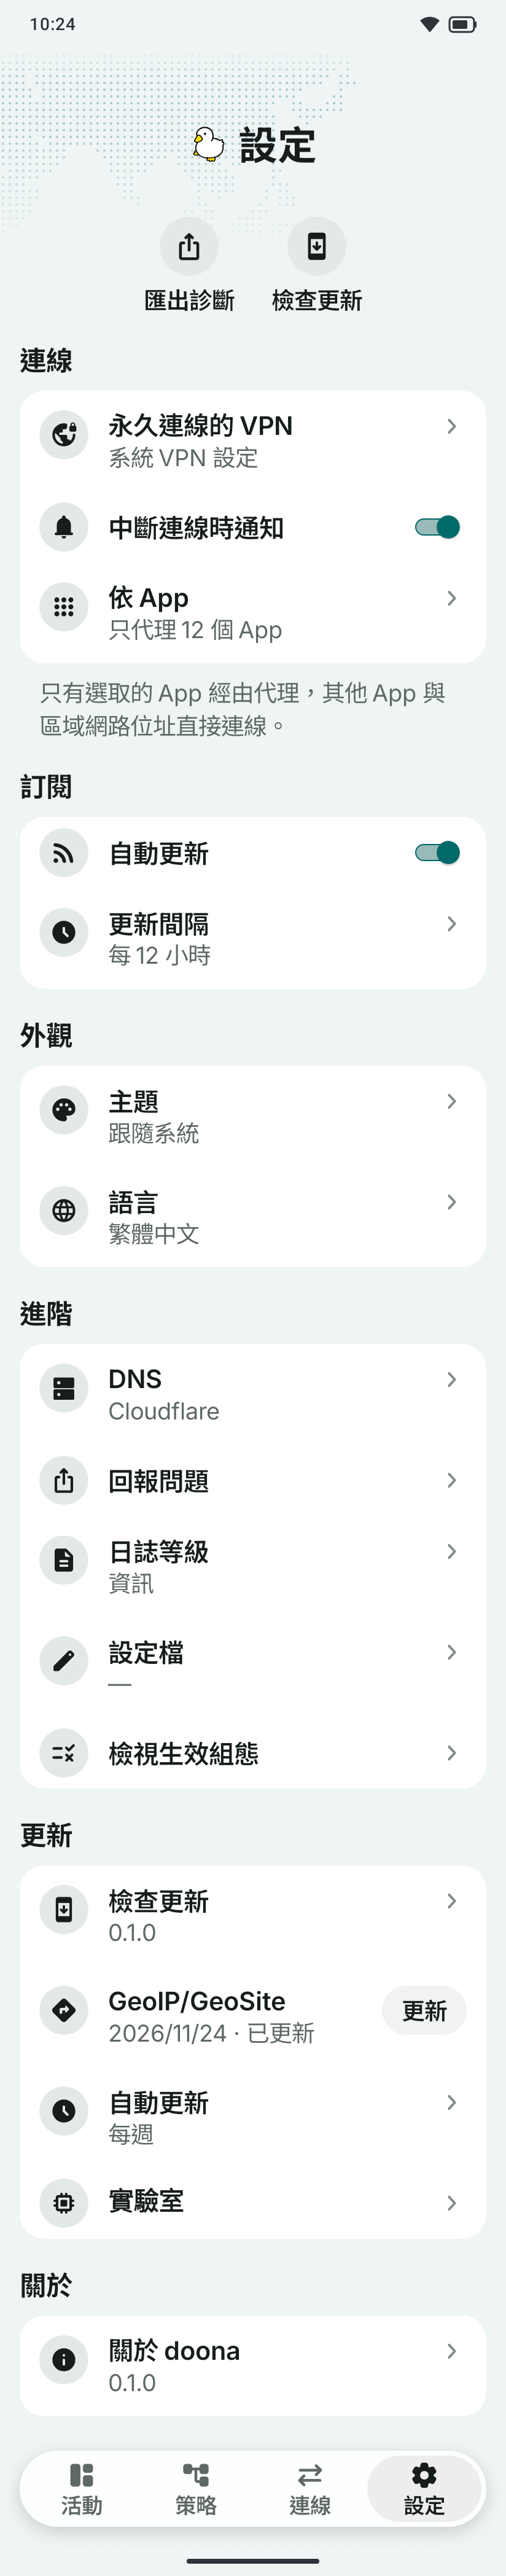 10:24
設定
匯出診斷
檢查更新
連線
永久連線的 VPN
系統 VPN 設定
中斷連線時通知
依 App
只代理 12 個 App
只有選取的 App 經由代理，其他 App 與
區域網路位址直接連線。
訂閱
自動更新
更新間隔
每 12 小時
外觀
主題
跟隨系統
語言
繁體中文
進階
DNS
Cloudflare
回報問題
日誌等級
資訊
設定檔
—
檢視生效組態
更新
檢查更新
0.1.0
GeoIP/GeoSite
2026/11/24 · 已更新
更新
自動更新
每週
實驗室
關於
關於 doona
0.1.0
活動
策略
連線
設定